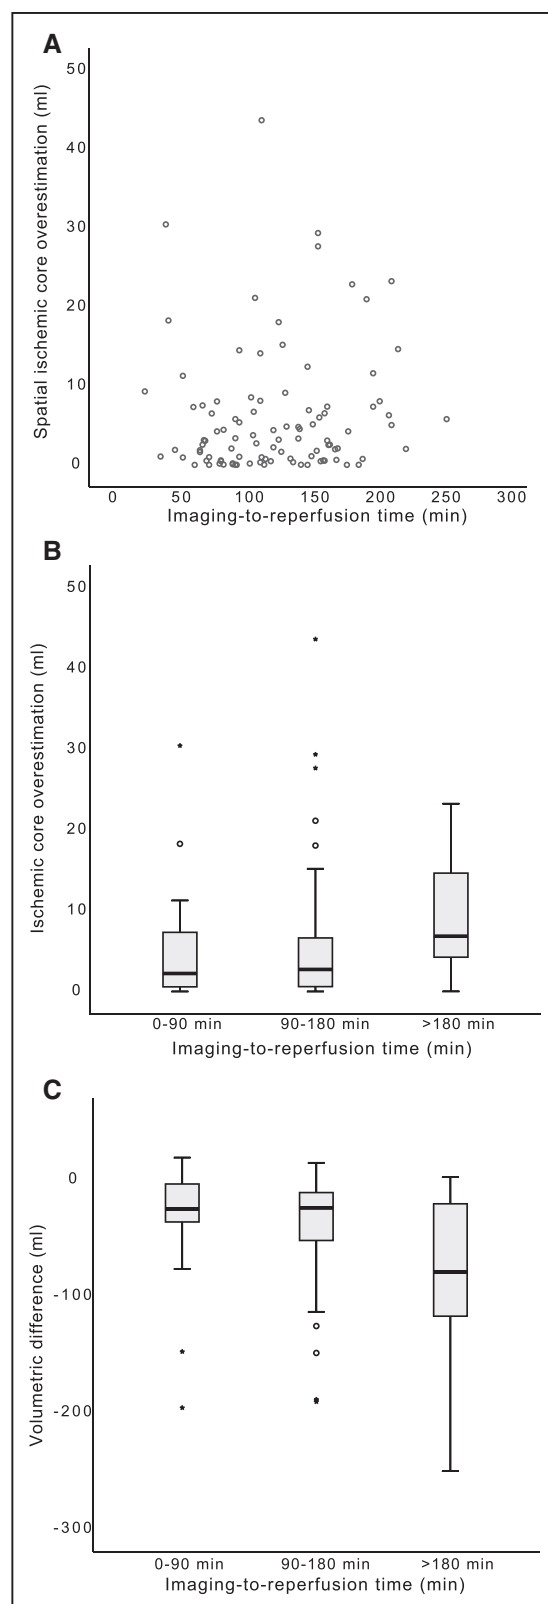 A
Spatial ischemic core overestimation (ml)
50
40
30
20
10
0
0 50 100 150 200 250 300
Imaging-to-reperfusion time (min)
B
Ischemic core overestimation (ml)
50
40
30
20
10
0
0-90 min 90-180 min >180 min
Imaging-to-reperfusion time (min)
C
Volumetric difference (ml)
0
-100
-200
-300
0-90 min 90-180 min >180 min
Imaging-to-reperfusion time (min)